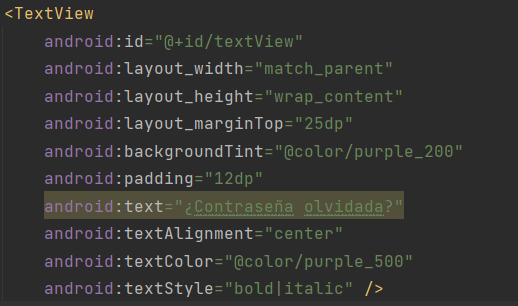 <TextView
android:id="@+id/textView"
android:layout_width="match_parent"
android:layout_height="wrap_content"
android:layout_marginTop="25dp"
android:backgroundTint="@color/purple_200"
android:padding="12dp"
android:text="¿Contraseña olvidada?"
android:textAlignment="center"
android:textColor="@color/purple_500"
android:textStyle="bold|italic" />